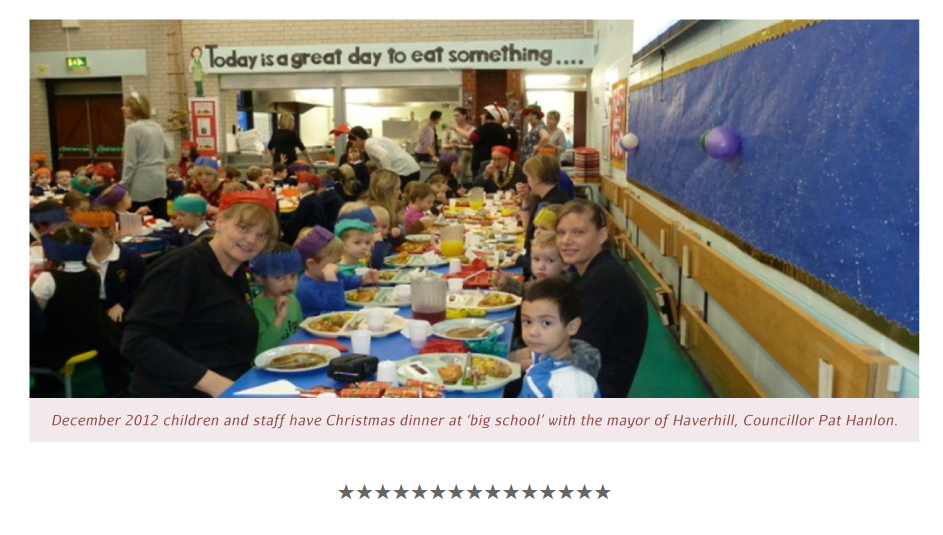 Today is a great day to eat something....
December 2012 children and staff have Christmas dinner at ‘big school’ with the mayor of Haverhill, Councillor Pat Hanlon.
★★★★★★★★★★★★★★★